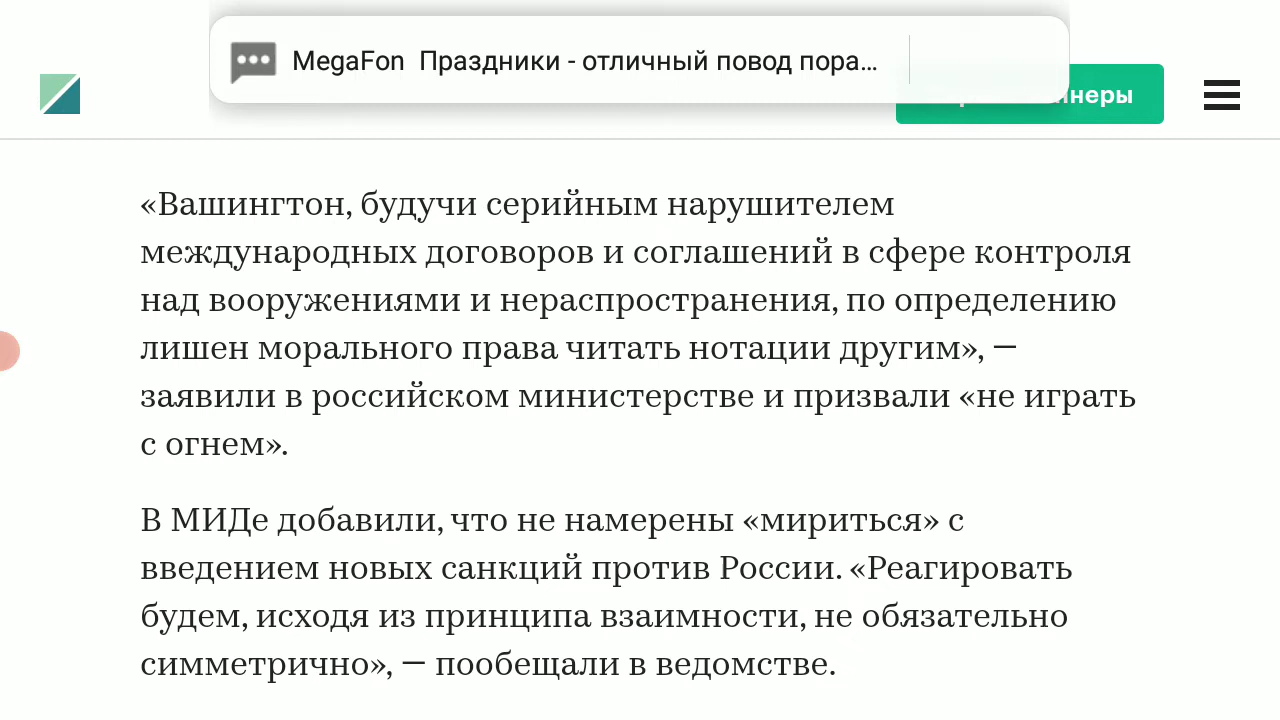 MegaFon Праздники - отличный повод пора...
«Вашингтон, будучи серийным нарушителем
международных договоров и соглашений в сфере контроля
над вооружениями и нераспространения, по определению
лишен морального права читать нотации другим», —
заявили в российском министерстве и призвали «не играть
с огнем».
В МИДе добавили, что не намерены «мириться» с
введением новых санкций против России. «Реагировать
будем, исходя из принципа взаимности, не обязательно
симметрично», — пообещали в ведомстве.